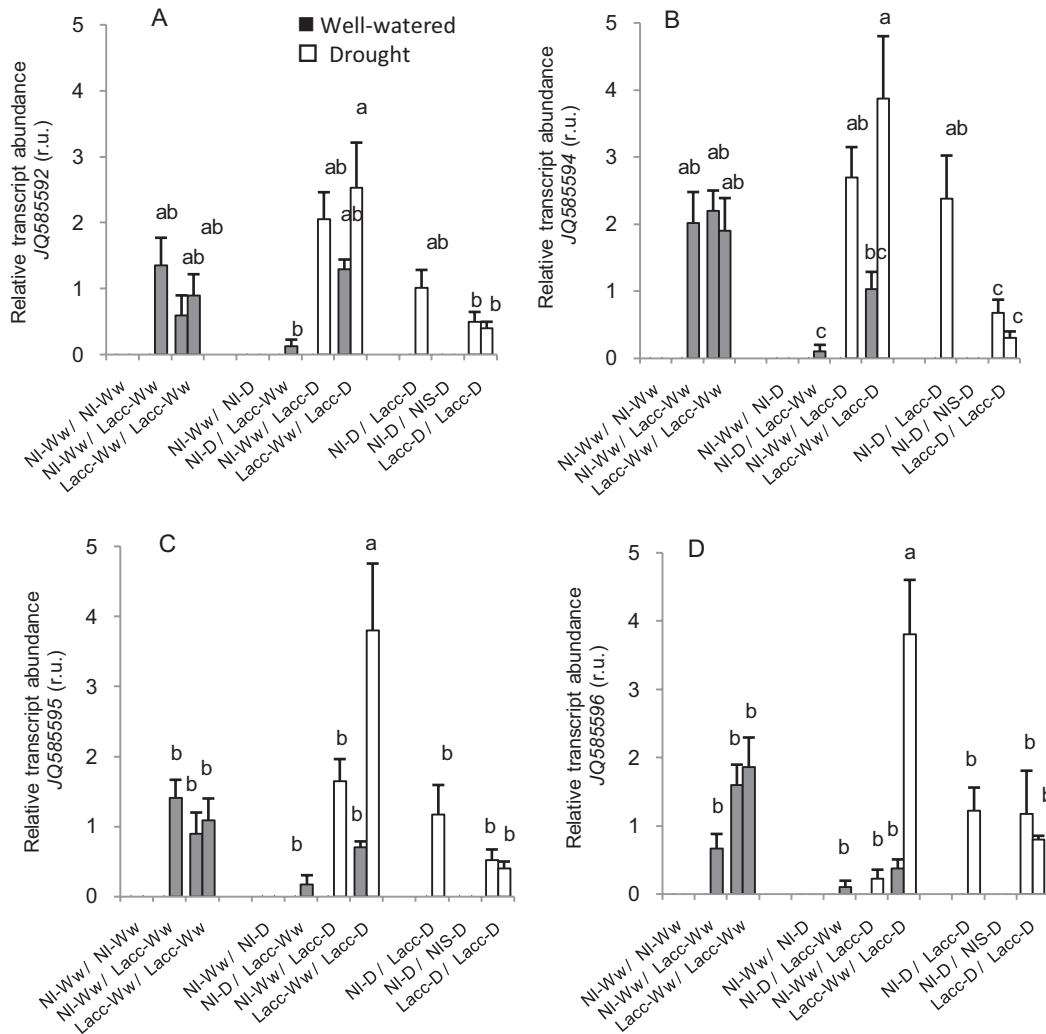 A
■ Well-watered
□ Drought
Relative transcript abundance
JQ585592 (r.u.)
5
4
3
2
1
0
ab
ab
ab
b
ab
ab
a
ab
b
b
NI-Ww / NI-Ww
NI-Ww / Lacc-Ww
Lacc-Ww / Lacc-Ww
NI-Ww / NI-D
NI-D / Lacc-Ww
NI-Ww / Lacc-D
Lacc-Ww / Lacc-D
NI-D / Lacc-D
NI-D / NIS-D
Lacc-D / Lacc-D
B
Relative transcript abundance
JQ585594 (r.u.)
5
4
3
2
1
0
ab
ab
ab
c
ab
bc
a
ab
c
c
NI-Ww / NI-Ww
NI-Ww / Lacc-Ww
Lacc-Ww / Lacc-Ww
NI-Ww / NI-D
NI-D / Lacc-Ww
NI-Ww / Lacc-D
Lacc-Ww / Lacc-D
NI-D / Lacc-D
NI-D / NIS-D
Lacc-D / Lacc-D
C
Relative transcript abundance
JQ585595 (r.u.)
5
4
3
2
1
0
b
b
b
b
b
b
a
b
b
b
NI-Ww / NI-Ww
NI-Ww / Lacc-Ww
Lacc-Ww / Lacc-Ww
NI-Ww / NI-D
NI-D / Lacc-Ww
NI-Ww / Lacc-D
Lacc-Ww / Lacc-D
NI-D / Lacc-D
NI-D / NIS-D
Lacc-D / Lacc-D
D
Relative transcript abundance
JQ585596 (r.u.)
5
4
3
2
1
0
b
b
b
b
b
b
a
b
b
b
NI-Ww / NI-Ww
NI-Ww / Lacc-Ww
Lacc-Ww / Lacc-Ww
NI-Ww / NI-D
NI-D / Lacc-Ww
NI-Ww / Lacc-D
Lacc-Ww / Lacc-D
NI-D / Lacc-D
NI-D / NIS-D
Lacc-D / Lacc-D